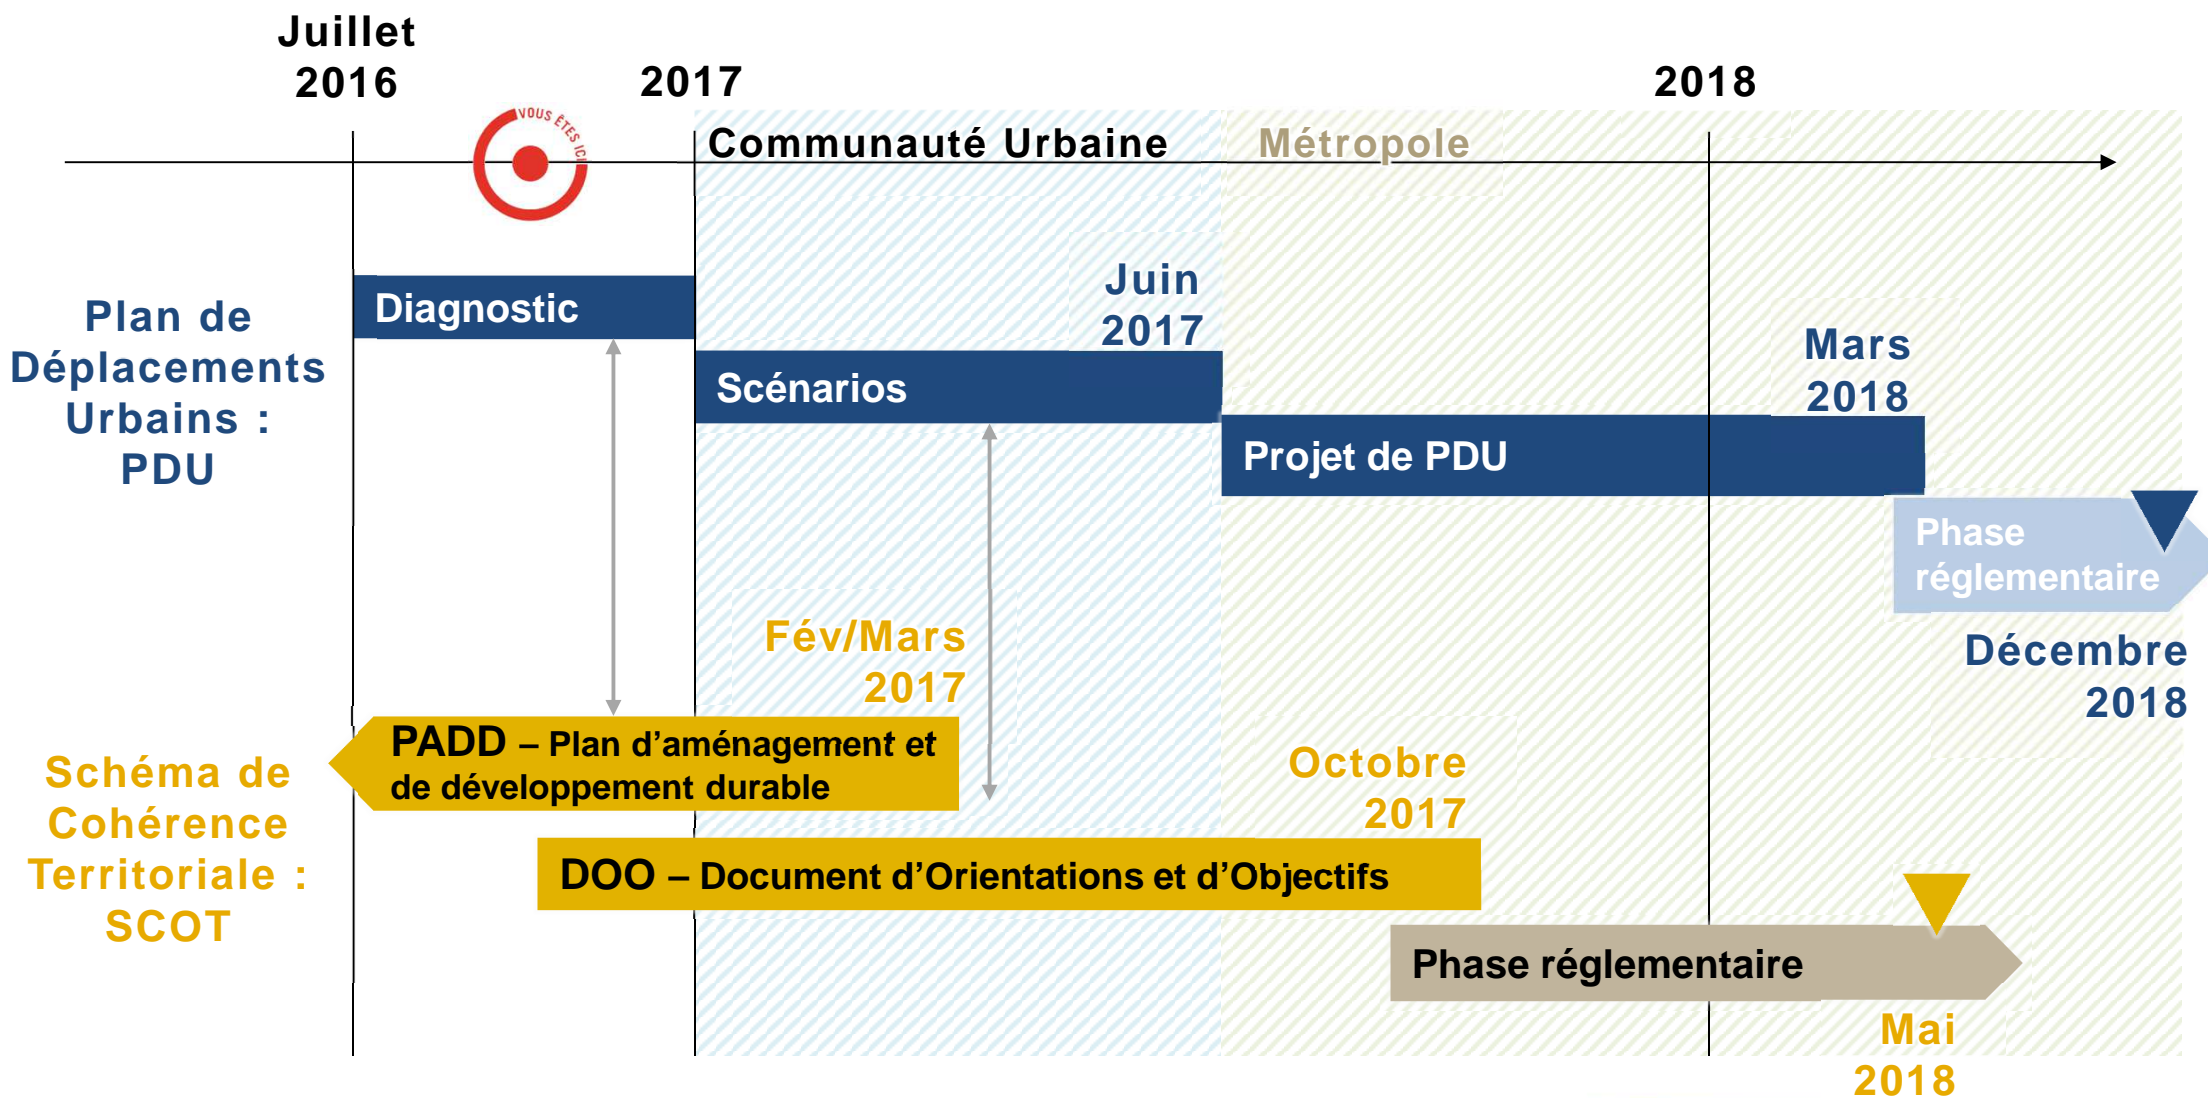 Juillet
2016
2017
2018
VOUS ÊTES ICI
Communauté Urbaine
Métropole
Plan de
Déplacements
Urbains :
PDU
Diagnostic
Juin
2017
Scénarios
Mars
2018
Projet de PDU
Phase
réglementaire
Décembre
2018
Fév/Mars
2017
Schéma de
Cohérence
Territoriale :
SCOT
PADD – Plan d’aménagement et
de développement durable
Octobre
2017
DOO – Document d’Orientations et d’Objectifs
Phase réglementaire
Mai
2018